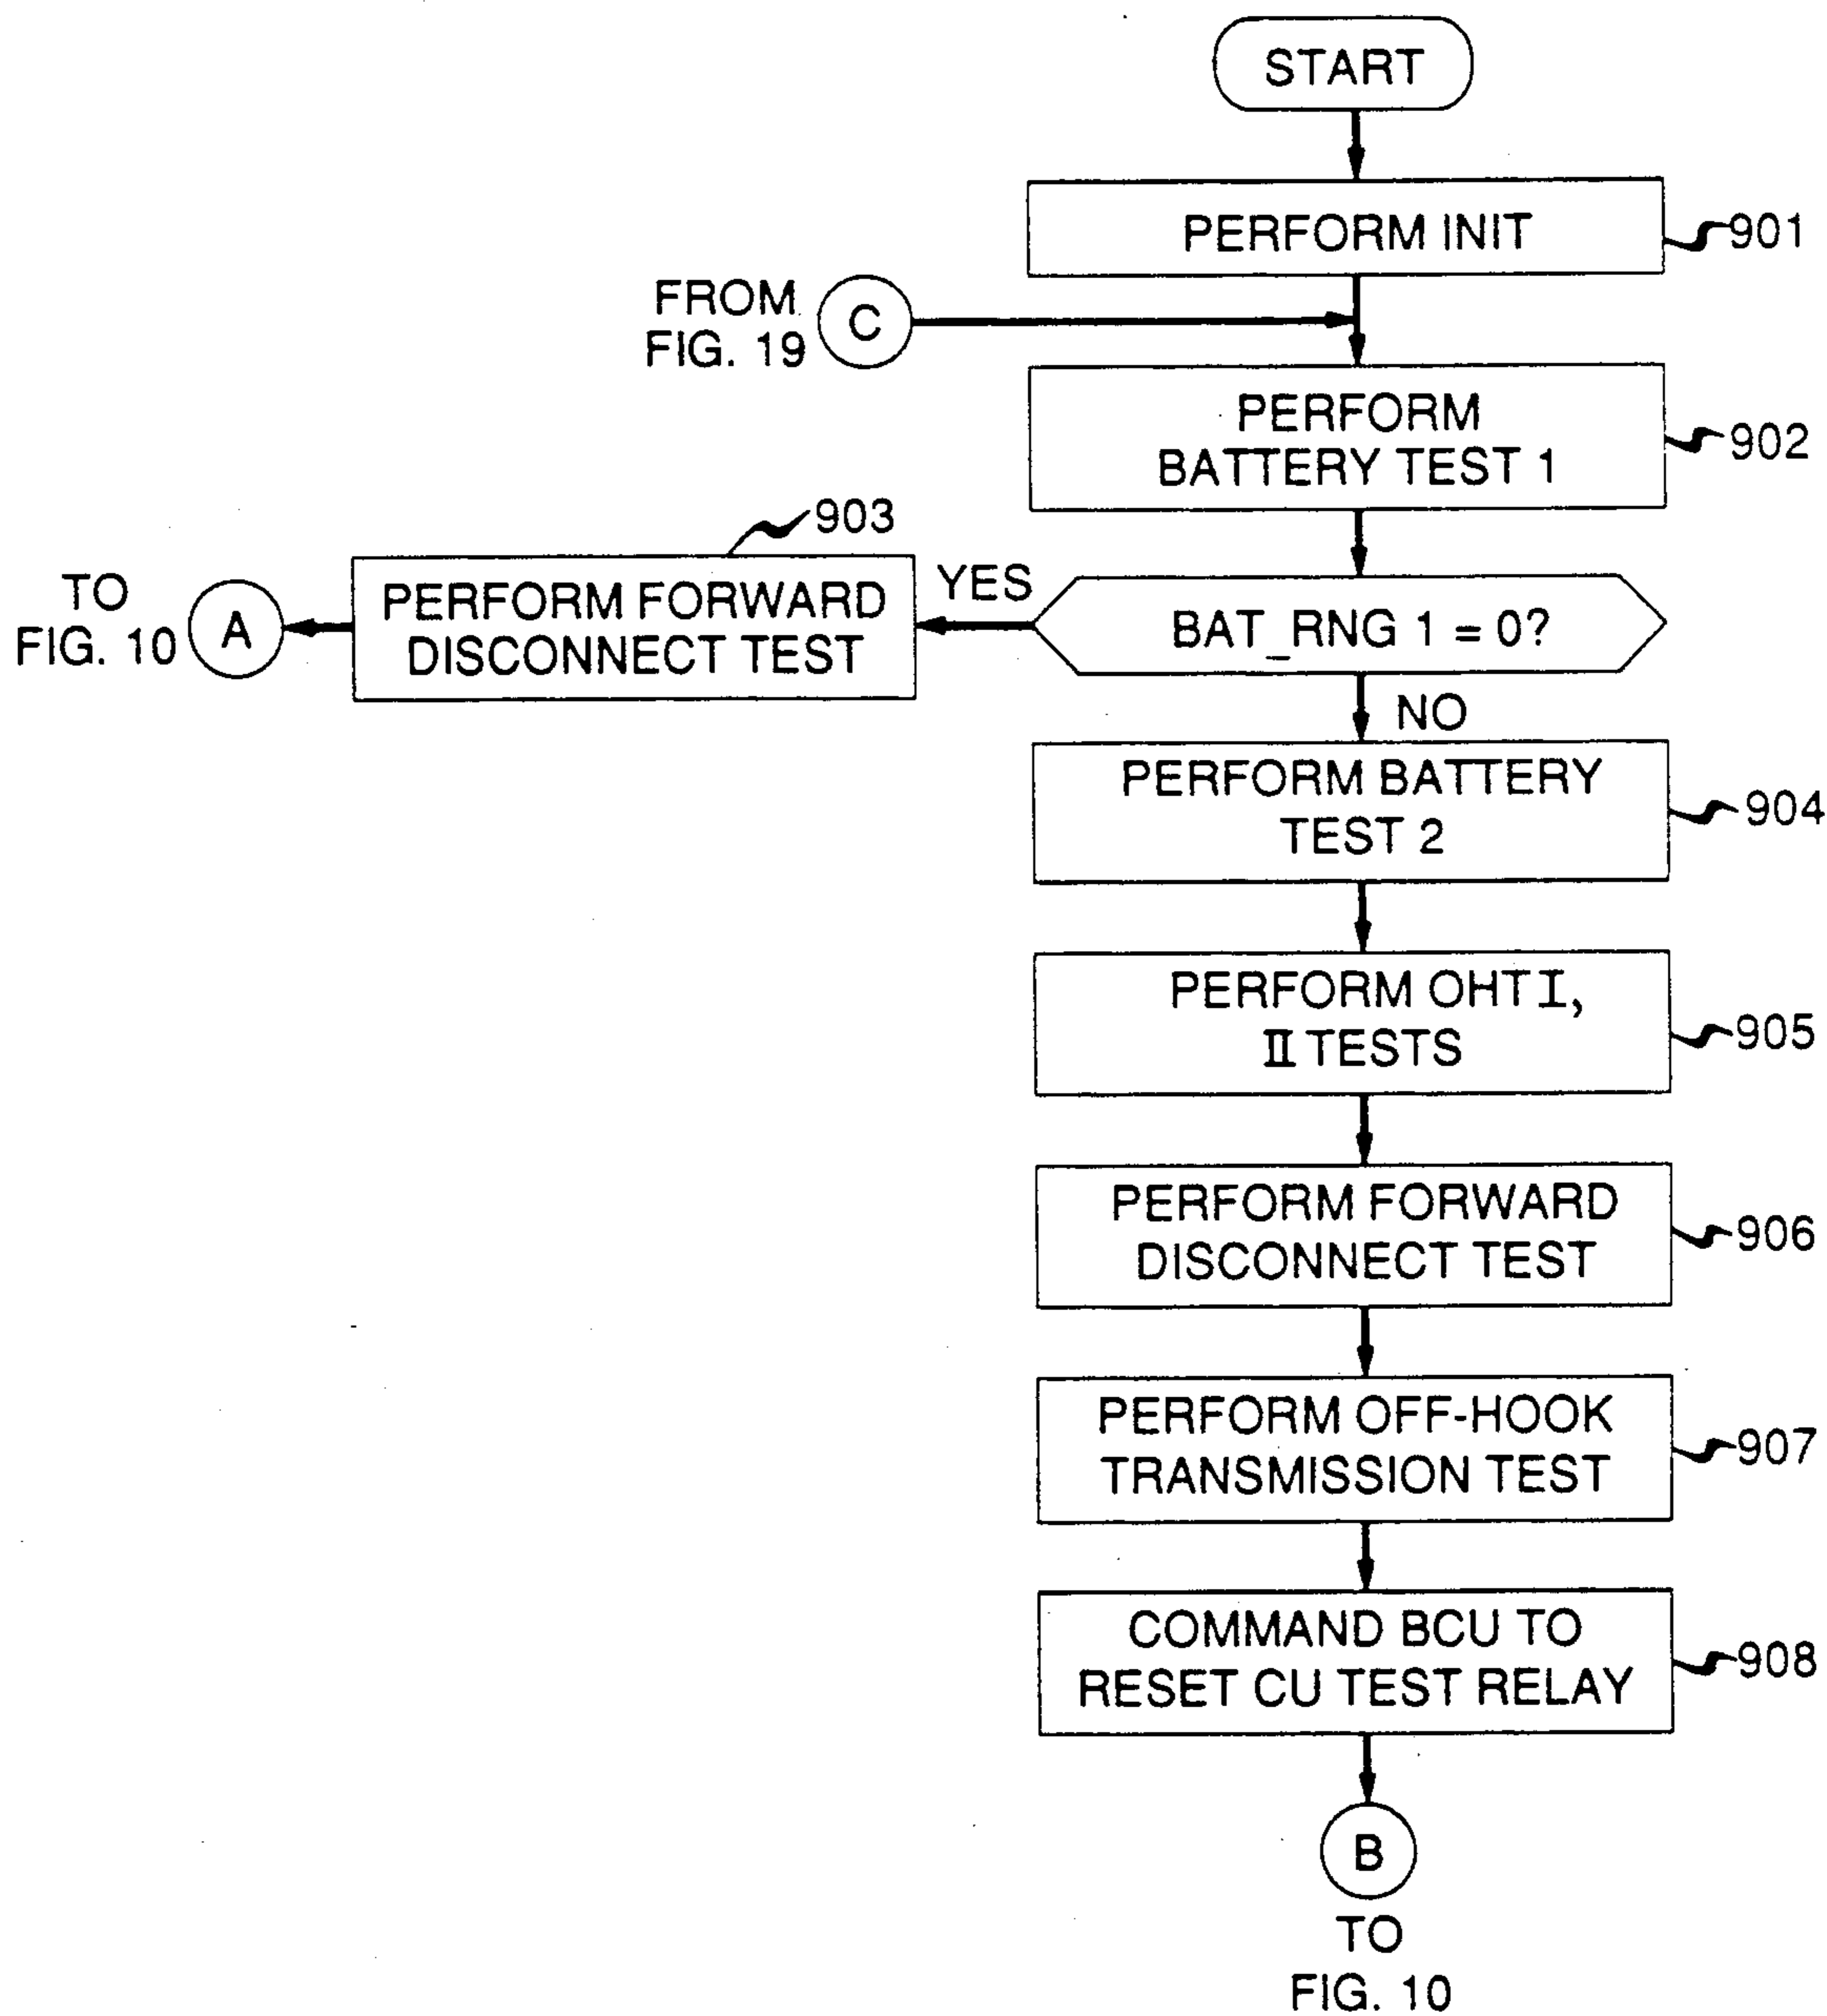 START
PERFORM INIT
901
FROM
FIG. 19
C
PERFORM
BATTERY TEST 1
902
903
TO
FIG. 10
A
PERFORM FORWARD
DISCONNECT TEST
YES
BAT_RNG 1 = 0?
NO
PERFORM BATTERY
TEST 2
904
PERFORM OHT I,
II TESTS
905
PERFORM FORWARD
DISCONNECT TEST
906
PERFORM OFF-HOOK
TRANSMISSION TEST
907
COMMAND BCU TO
RESET CU TEST RELAY
908
B
TO
FIG. 10